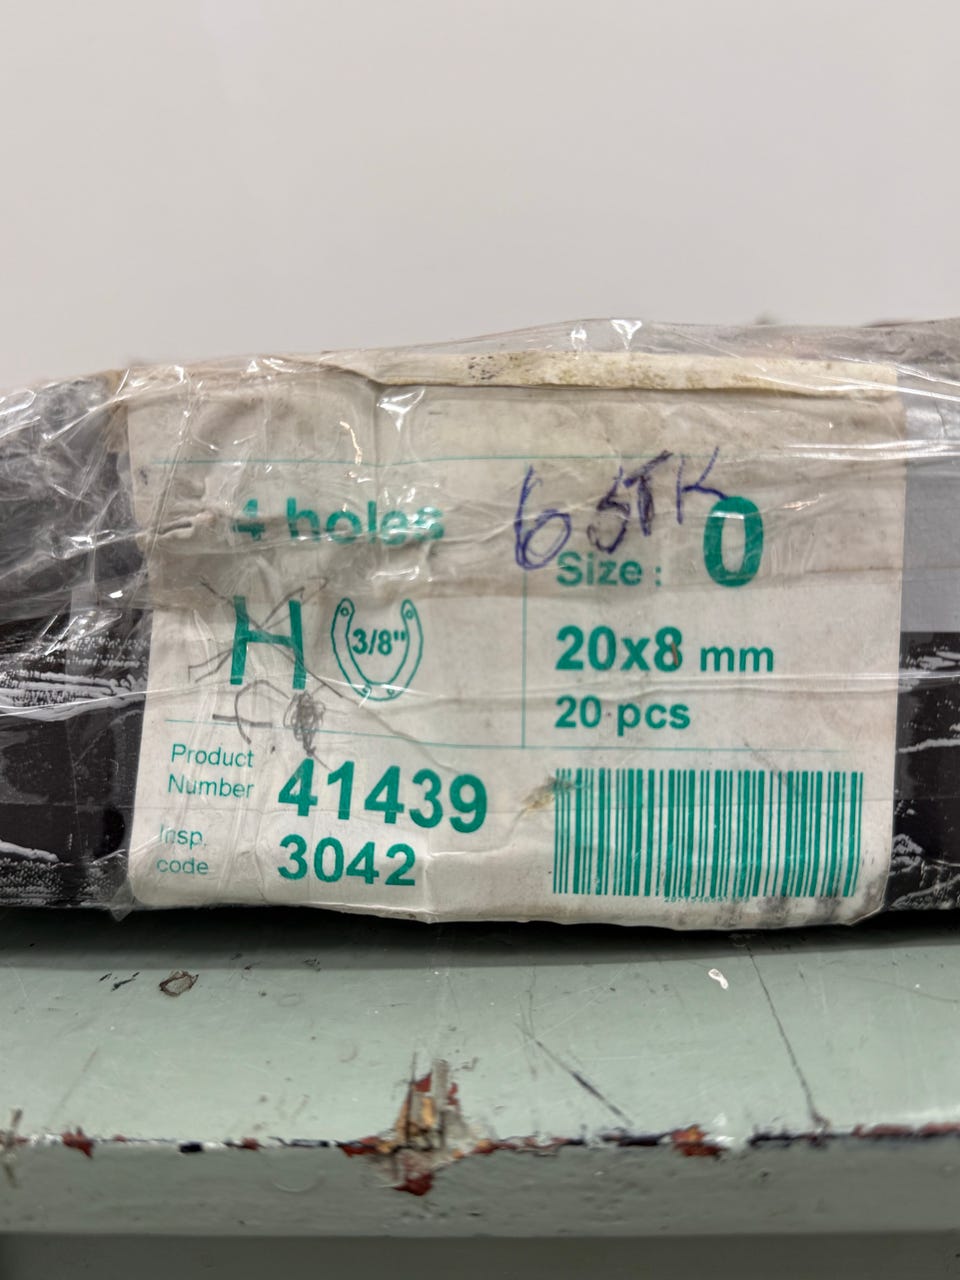 4 holes
6 STK
Size: 0
H 3/8"
20x8 mm
20 pcs
Product
Number 41439
Insp.
code 3042